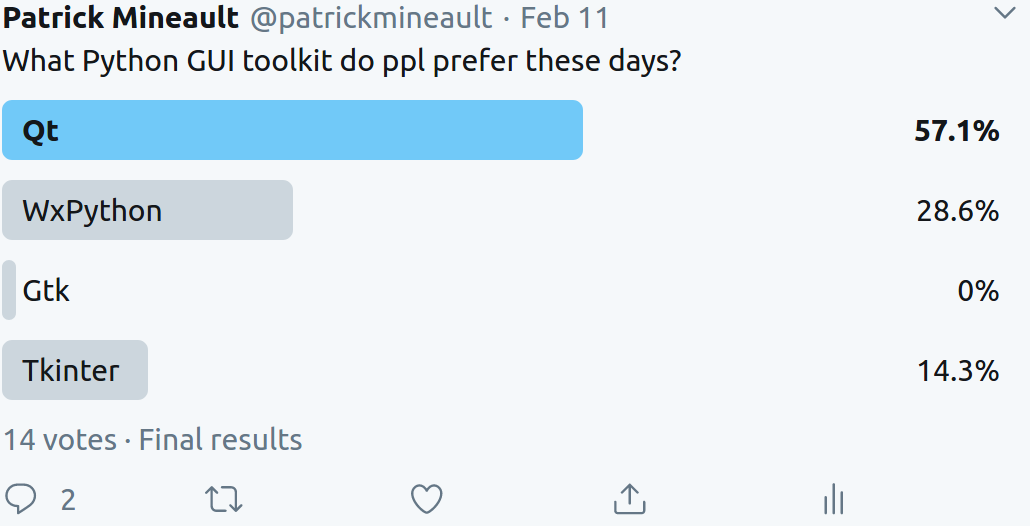 Patrick Mineault @patrickmineault · Feb 11
What Python GUI toolkit do ppl prefer these days?
Qt 57.1%
WxPython 28.6%
Gtk 0%
Tkinter 14.3%
14 votes · Final results
2